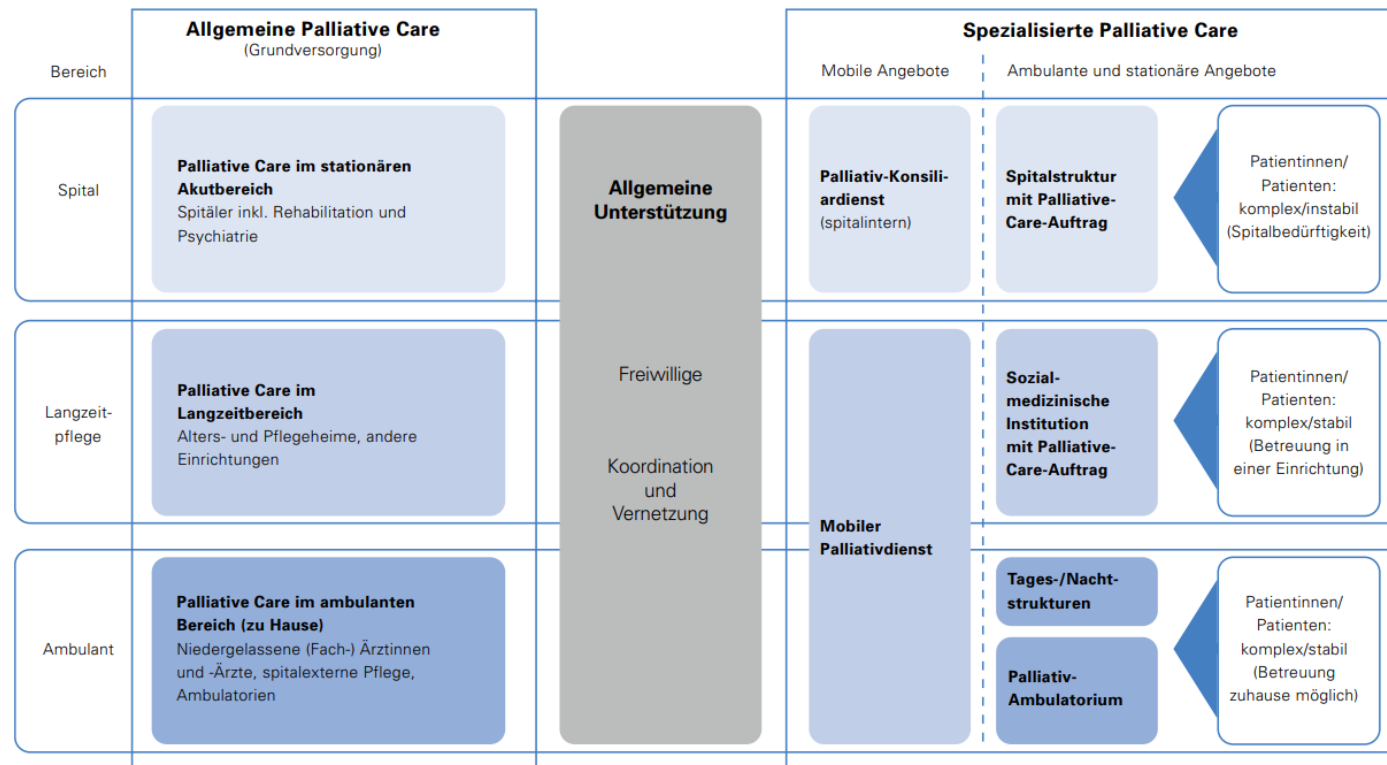 Allgemeine Palliative Care
(Grundversorgung)
Spezialisierte Palliative Care
Bereich
Mobile Angebote
Ambulante und stationäre Angebote
Spital
Palliative Care im stationären
Akutbereich
Spitäler inkl. Rehabilitation und
Psychiatrie
Allgemeine
Unterstützung
Freiwillige
Koordination
und
Vernetzung
Palliativ-Konsili-
ardienst
(spitalintern)
Spitalstruktur
mit Palliative-
Care-Auftrag
Patientinnen/
Patienten:
komplex/instabil
(Spitalbedürftigkeit)
Langzeit-
pflege
Palliative Care im
Langzeitbereich
Alters- und Pflegeheime, andere
Einrichtungen
Mobiler
Palliativdienst
Sozial-
medizinische
Institution
mit Palliative-
Care-Auftrag
Patientinnen/
Patienten:
komplex/stabil
(Betreuung in
einer Einrichtung)
Ambulant
Palliative Care im ambulanten
Bereich (zu Hause)
Niedergelassene (Fach-) Ärztinnen
und -Ärzte, spitalexterne Pflege,
Ambulatorien
Tages-/Nacht-
strukturen
Palliativ-
Ambulatorium
Patientinnen/
Patienten:
komplex/stabil
(Betreuung
zuhause möglich)